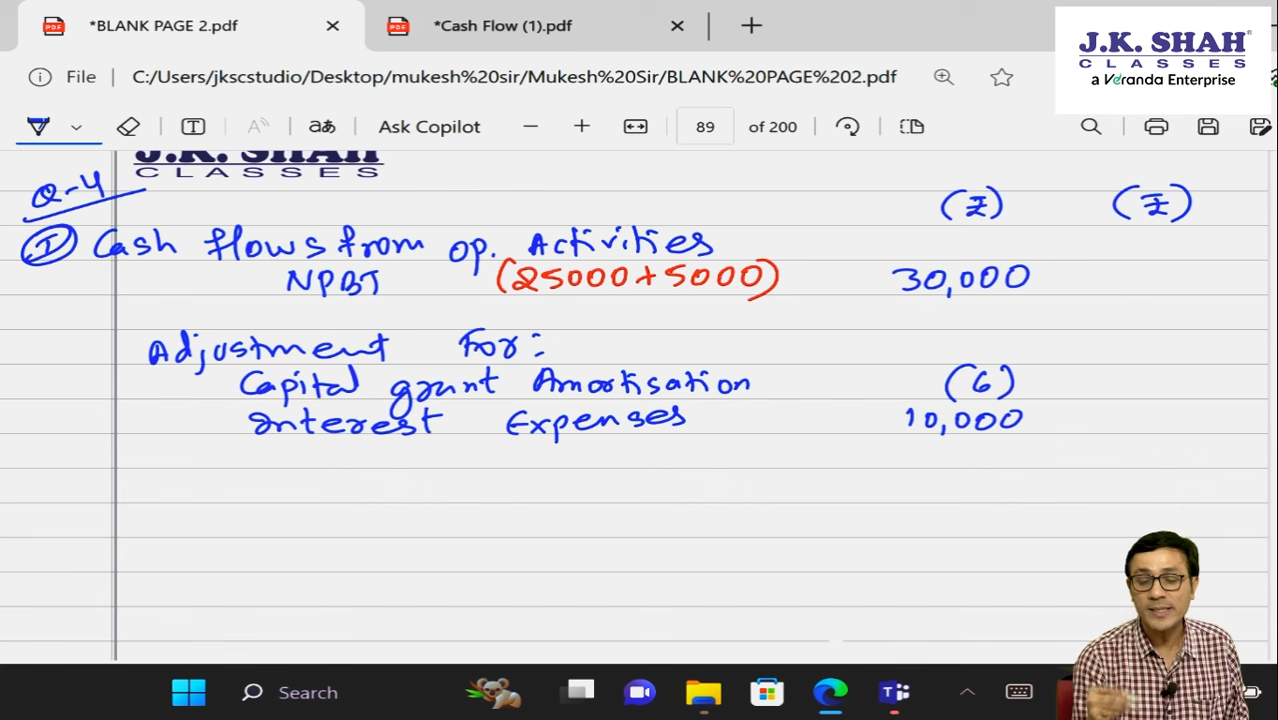 *BLANK PAGE 2.pdf
*Cash Flow (1).pdf
J.K. SHAH
CLASSES
a Veranda Enterprise
File C:/Users/jkscstudio/Desktop/mukesh%20sir/Mukesh%20Sir/BLANK%20PAGE%202.pdf
Ask Copilot 89 of 200
J.K. SHAH
CLASSES
Q-4
(₹) (₹)
(I) Cash flows from op. Activities
NPBT (25000+5000) 30,000
Adjustment For:
Capital grant Amortisation (6)
Interest Expenses 10,000
Search